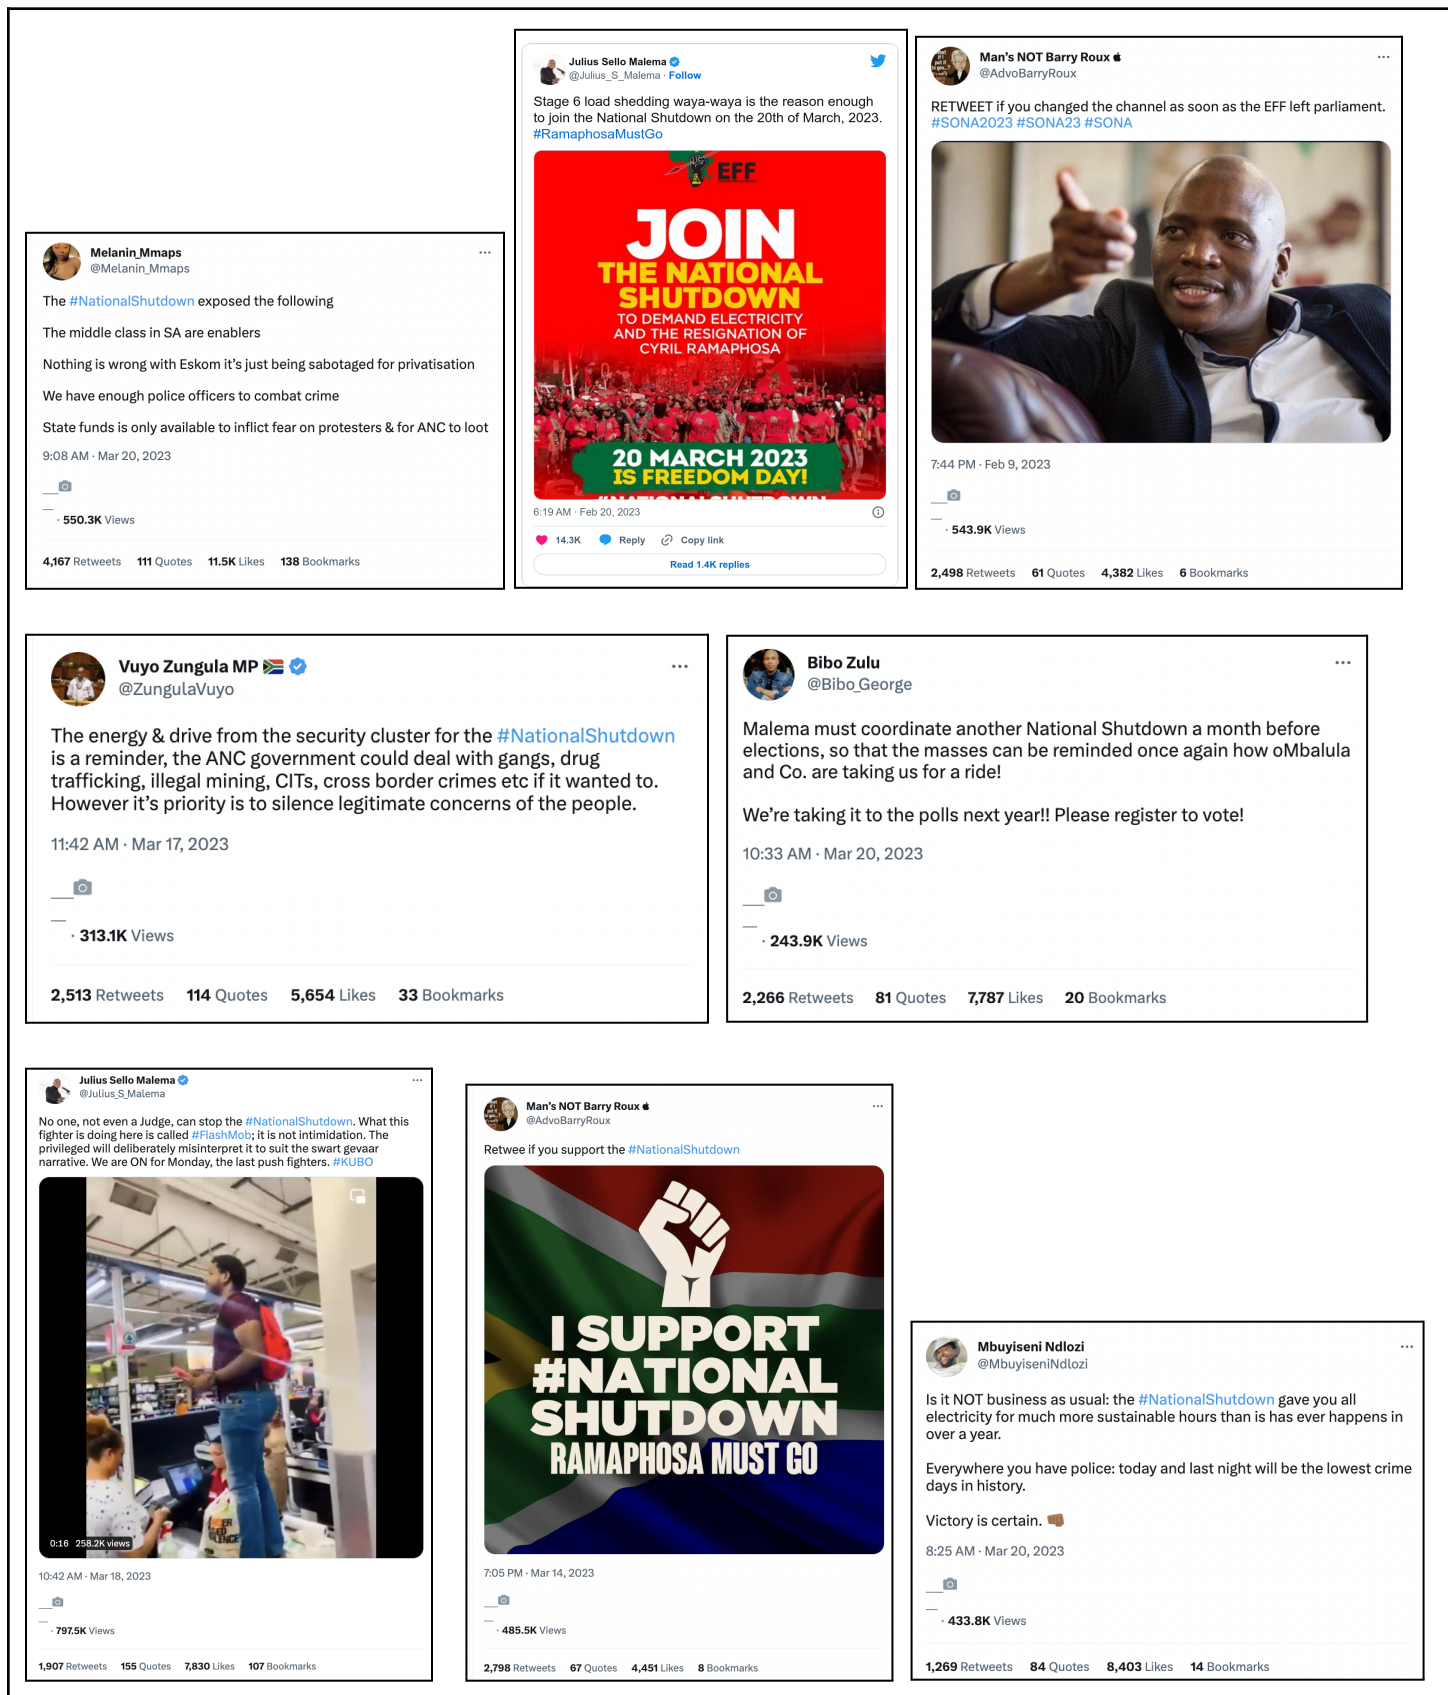 Melanin_Mmaps
@Melanin_Mmaps
The #NationalShutdown exposed the following
The middle class in SA are enablers
Nothing is wrong with Eskom it's just being sabotaged for privatisation
We have enough police officers to combat crime
State funds is only available to inflict fear on protesters & for ANC to loot
9:08 AM · Mar 20, 2023
· 550.3K Views
4,167 Retweets 111 Quotes 11.5K Likes 138 Bookmarks
Julius Sello Malema
@Julius_S_Malema · Follow
Stage 6 load shedding waya-waya is the reason enough
to join the National Shutdown on the 20th of March, 2023.
#RamaphosaMustGo
EFF
JOIN
THE NATIONAL
SHUTDOWN
TO DEMAND ELECTRICITY
AND THE RESIGNATION OF
CYRIL RAMAPHOSA
20 MARCH 2023
IS FREEDOM DAY!
#NATIONALSHUTDOWN
6:19 AM · Feb 20, 2023
14.3K Reply Copy link
Read 1.4K replies
Man's NOT Barry Roux
@AdvoBarryRoux
RETWEET if you changed the channel as soon as the EFF left parliament.
#SONA2023 #SONA23 #SONA
7:44 PM · Feb 9, 2023
· 543.9K Views
2,498 Retweets 61 Quotes 4,382 Likes 6 Bookmarks
Vuyo Zungula MP 🇿🇦
@ZungulaVuyo
The energy & drive from the security cluster for the #NationalShutdown
is a reminder, the ANC government could deal with gangs, drug
trafficking, illegal mining, CITs, cross border crimes etc if it wanted to.
However it's priority is to silence legitimate concerns of the people.
11:42 AM · Mar 17, 2023
· 313.1K Views
2,513 Retweets 114 Quotes 5,654 Likes 33 Bookmarks
Bibo Zulu
@Bibo_George
Malema must coordinate another National Shutdown a month before
elections, so that the masses can be reminded once again how oMbalula
and Co. are taking us for a ride!
We're taking it to the polls next year!! Please register to vote!
10:33 AM · Mar 20, 2023
· 243.9K Views
2,266 Retweets 81 Quotes 7,787 Likes 20 Bookmarks
Julius Sello Malema
@Julius_S_Malema
No one, not even a Judge, can stop the #NationalShutdown. What this
fighter is doing here is called #FlashMob; it is not intimidation. The
privileged will deliberately misinterpret it to suit the swart gevaar
narrative. We are ON for Monday, the last push fighters. #KUBO
0:16 258.2K views
10:42 AM · Mar 18, 2023
· 797.5K Views
1,907 Retweets 155 Quotes 7,830 Likes 107 Bookmarks
Man's NOT Barry Roux
@AdvoBarryRoux
Retwee if you support the #NationalShutdown
I SUPPORT
#NATIONAL
SHUTDOWN
RAMAPHOSA MUST GO
7:05 PM · Mar 14, 2023
· 485.5K Views
2,798 Retweets 67 Quotes 4,451 Likes 8 Bookmarks
Mbuyiseni Ndlozi
@MbuyiseniNdlozi
Is it NOT business as usual: the #NationalShutdown gave you all
electricity for much more sustainable hours than is has ever happens in
over a year.
Everywhere you have police: today and last night will be the lowest crime
days in history.
Victory is certain. 👊🏾
8:25 AM · Mar 20, 2023
· 433.8K Views
1,269 Retweets 84 Quotes 8,403 Likes 14 Bookmarks